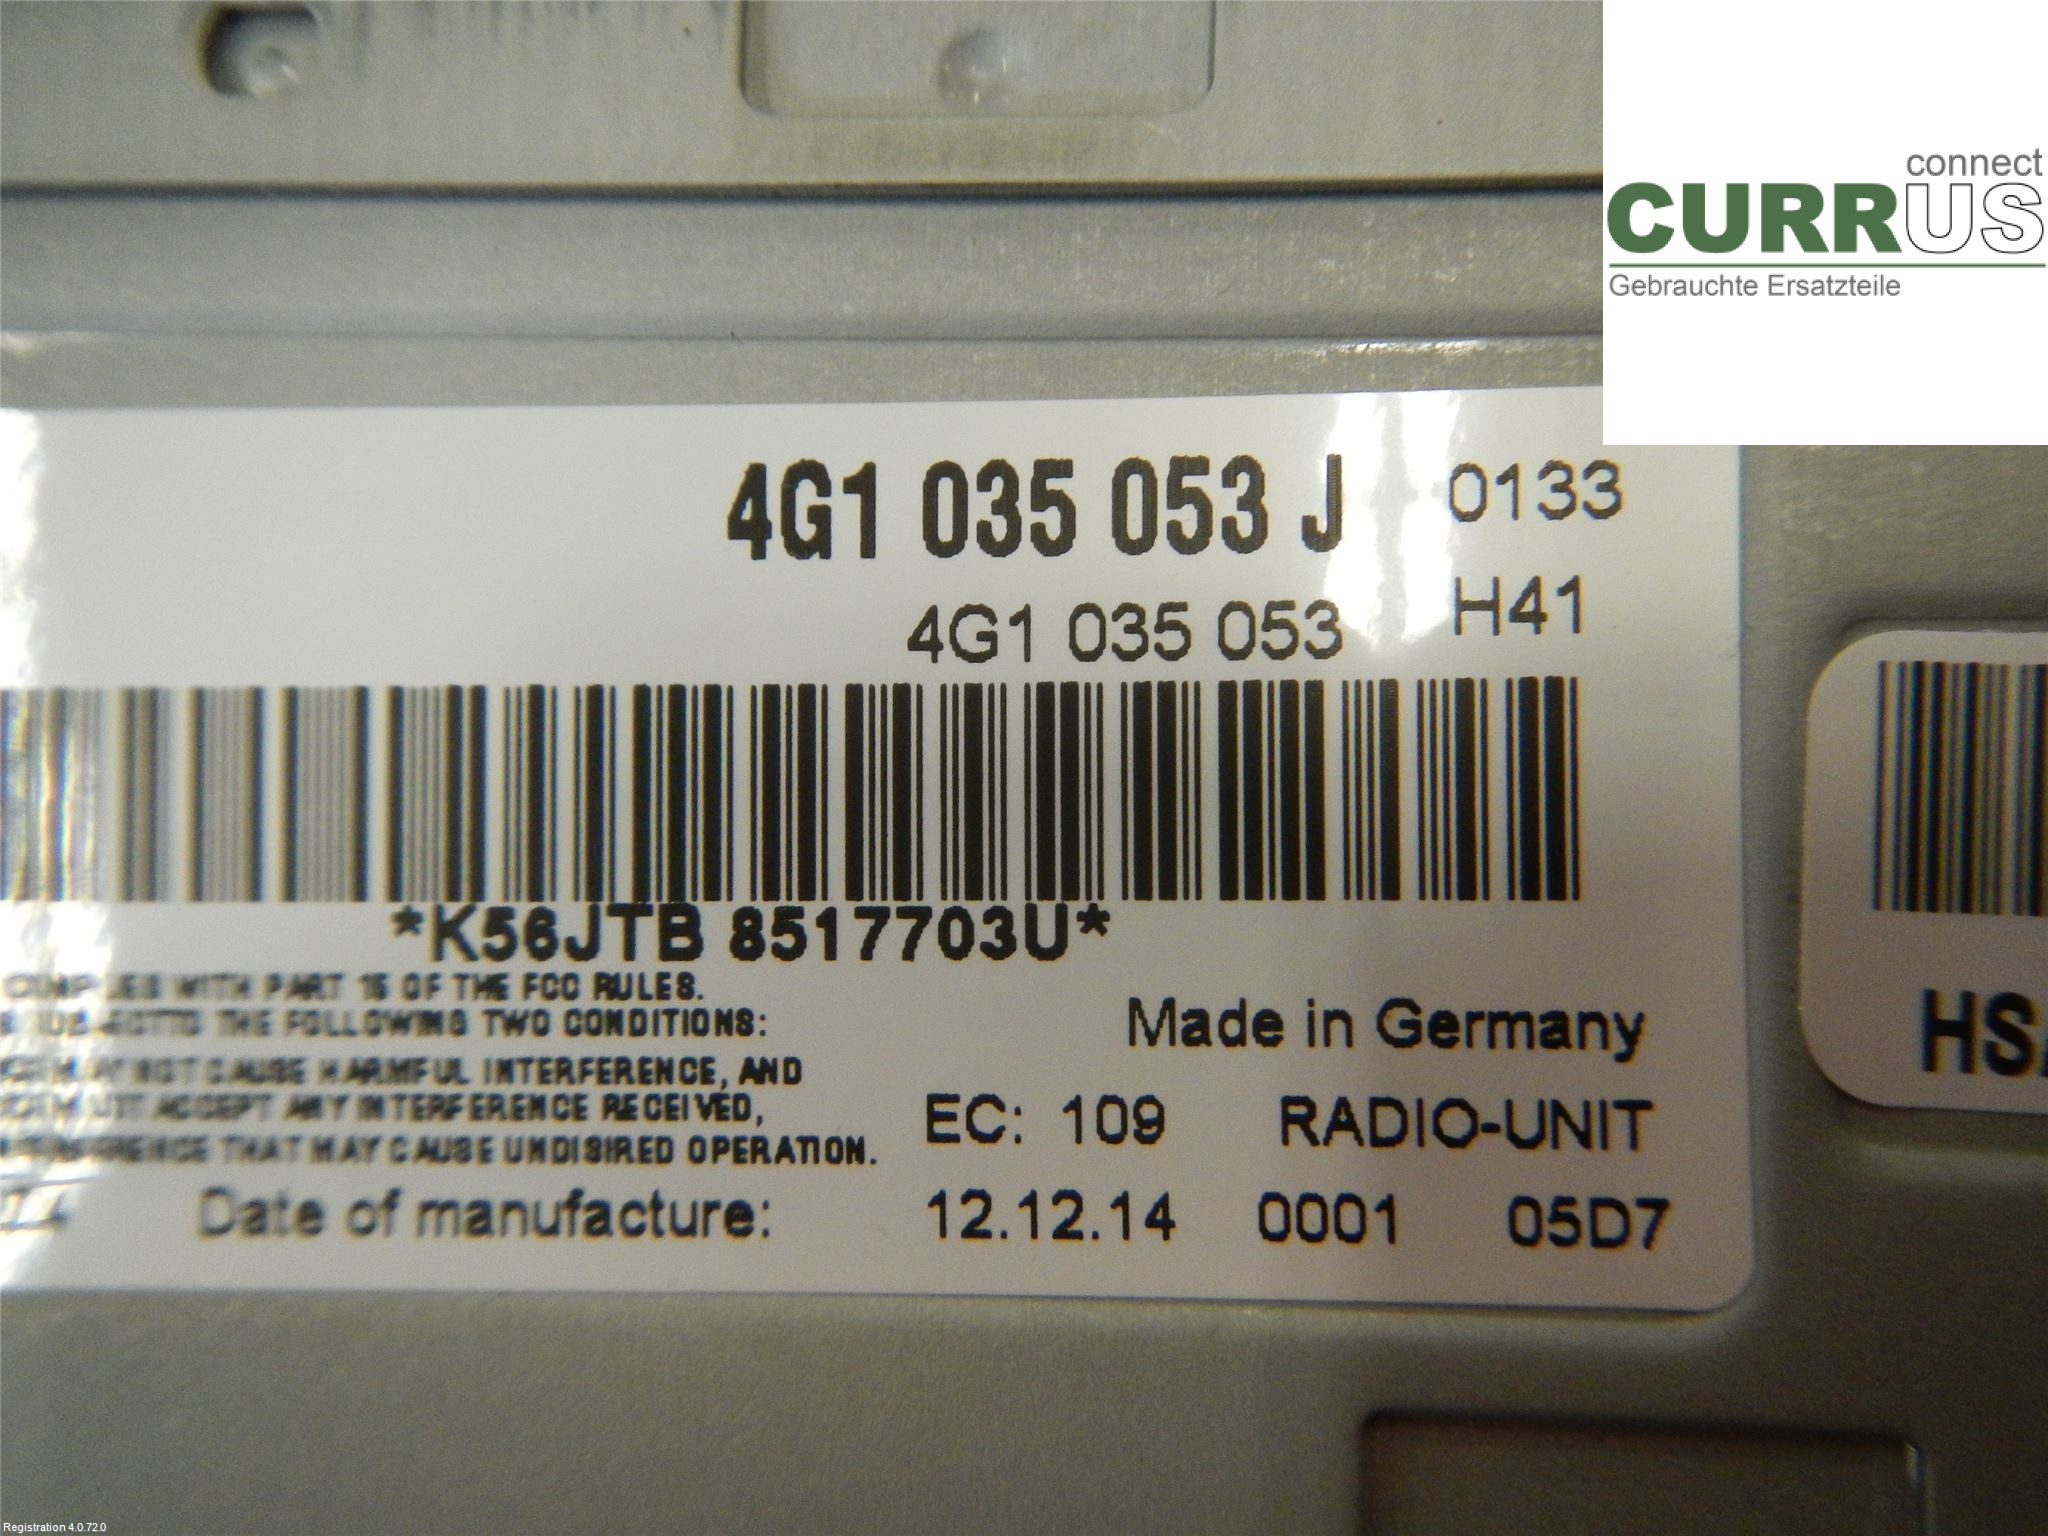 connect
CURRUS
Gebrauchte Ersatzteile
4G1 035 053 J 0133
4G1 035 053 H41
*K56JTB 8517703U*
WITH PART 15 OF THE FCC RULES.
THE FOLLOWING TWO CONDITIONS:
MAY NOT CAUSE HARMFUL INTERFERENCE, AND
ACCEPT ANY INTERFERENCE RECEIVED,
THAT MAY CAUSE UNDISIRED OPERATION.
Made in Germany
EC: 109 RADIO-UNIT
Date of manufacture: 12.12.14 0001 05D7
Registration 4.0.72.0